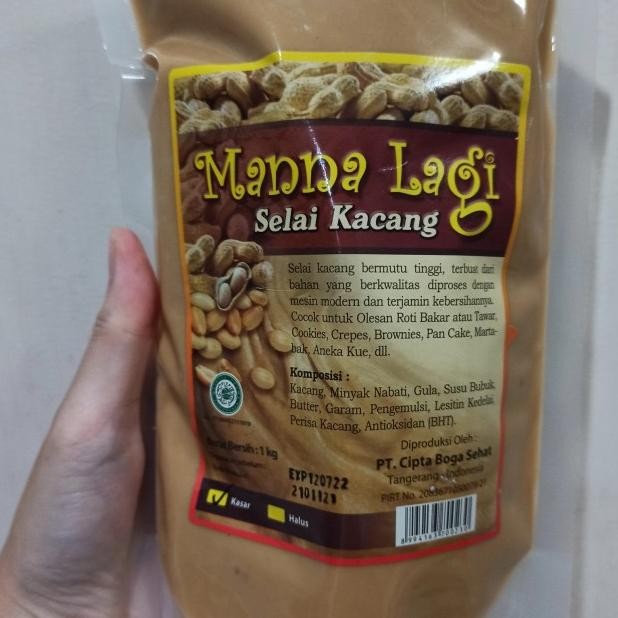 Manna Lagi
Selai Kacang
Selai kacang bermutu tinggi, terbuat dari
bahan yang berkwalitas diproses dengan
mesin modern dan terjamin kebersihannya.
Cocok untuk Olesan Roti Bakar atau Tawar,
Cookies, Crepes, Brownies, Pan Cake, Marta-
bak, Aneka Kue, dll.
Komposisi :
Kacang, Minyak Nabati, Gula, Susu Bubuk,
Butter, Garam, Pengemulsi, Lesitin Kedelai,
Perisa Kacang, Antioksidan (BHT).
Berat Bersih : 1 kg
Diproduksi Oleh :
PT. Cipta Boga Sehat
Tangerang - Indonesia
PIRT No.
EXP120722
Kasar
Halus